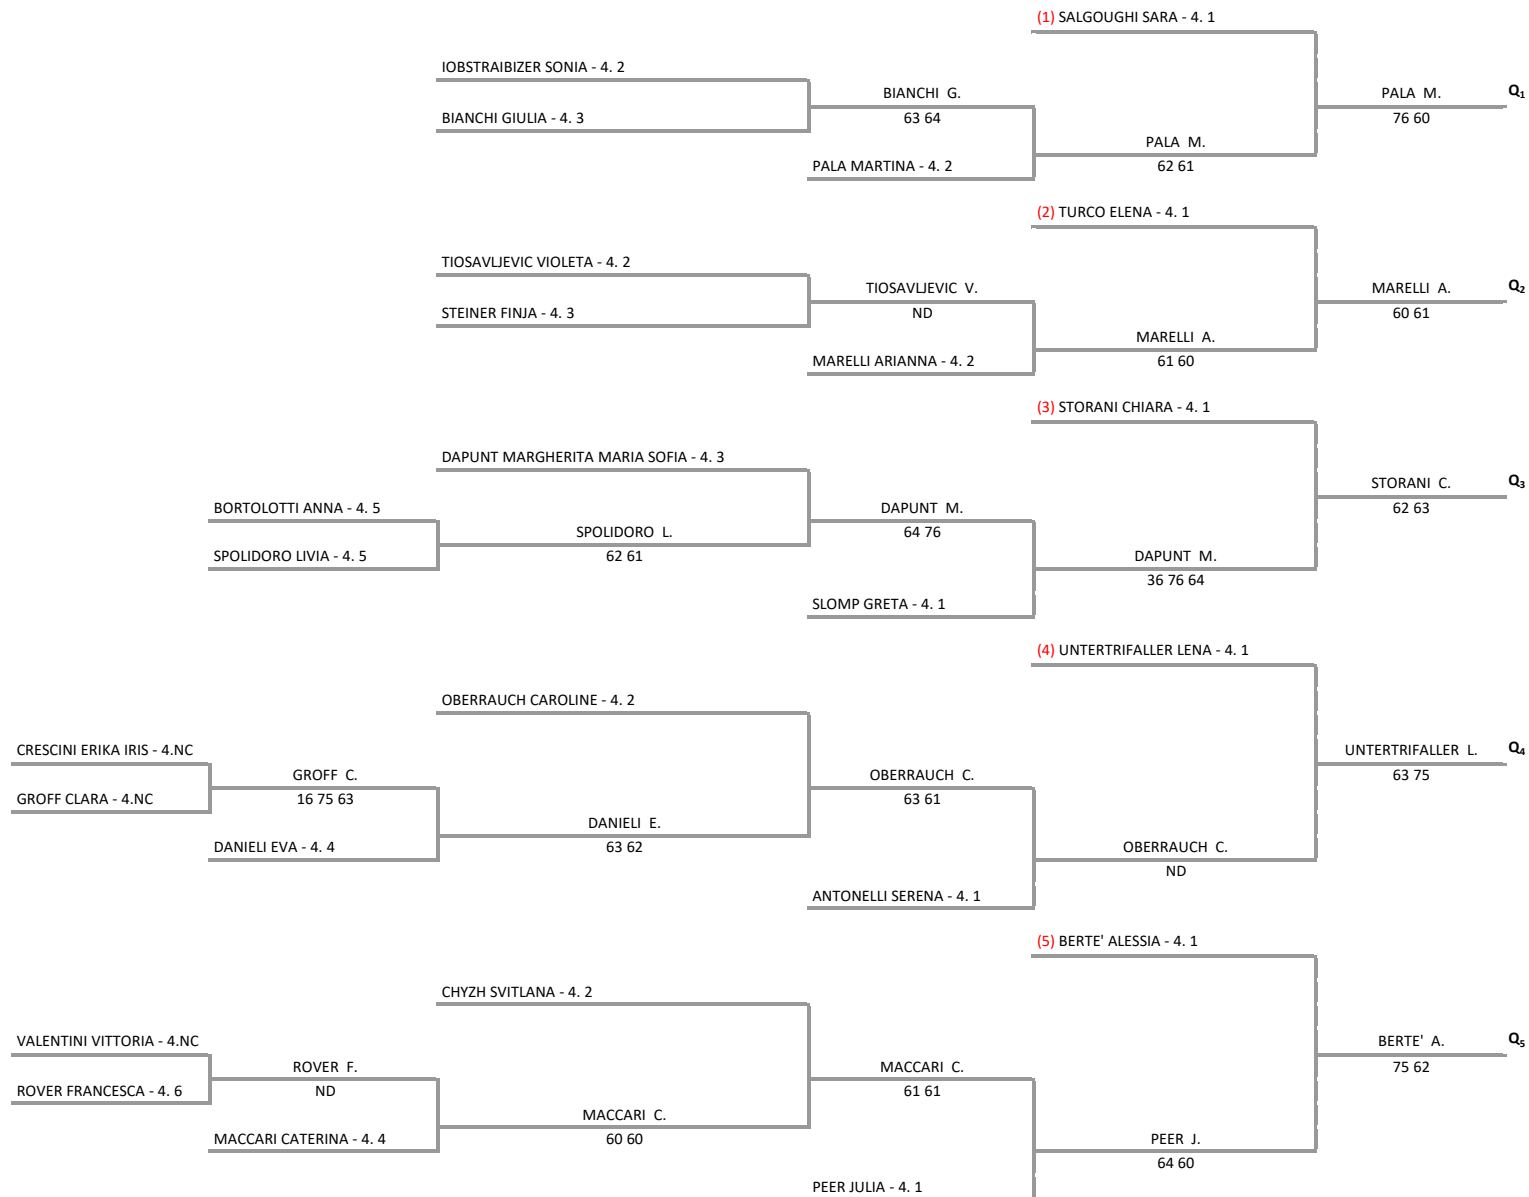 (1) SALGOUGHI SARA - 4. 1
IOBSTRAIBIZER SONIA - 4. 2
BIANCHI G.
PALA M.
Q1
BIANCHI GIULIA - 4. 3
63 64
76 60
PALA M.
PALA MARTINA - 4. 2
62 61
(2) TURCO ELENA - 4. 1
TIOSAVLJEVIC VIOLETA - 4. 2
TIOSAVLJEVIC V.
MARELLI A.
Q2
STEINER FINJA - 4. 3
ND
60 61
MARELLI A.
MARELLI ARIANNA - 4. 2
61 60
(3) STORANI CHIARA - 4. 1
DAPUNT MARGHERITA MARIA SOFIA - 4. 3
STORANI C.
Q3
BORTOLOTTI ANNA - 4. 5
DAPUNT M.
62 63
SPOLIDORO L.
64 76
SPOLIDORO LIVIA - 4. 5
62 61
DAPUNT M.
36 76 64
SLOMP GRETA - 4. 1
(4) UNTERTRIFALLER LENA - 4. 1
OBERRAUCH CAROLINE - 4. 2
CRESCINI ERIKA IRIS - 4.NC
UNTERTRIFALLER L.
Q4
GROFF C.
OBERRAUCH C.
63 75
GROFF CLARA - 4.NC
16 75 63
63 61
DANIELI E.
DANIELI EVA - 4. 4
63 62
OBERRAUCH C.
ND
ANTONELLI SERENA - 4. 1
(5) BERTE' ALESSIA - 4. 1
CHYZH SVITLANA - 4. 2
VALENTINI VITTORIA - 4.NC
BERTE' A.
Q5
ROVER F.
MACCARI C.
75 62
ROVER FRANCESCA - 4. 6
ND
61 61
MACCARI C.
MACCARI CATERINA - 4. 4
60 60
PEER J.
64 60
PEER JULIA - 4. 1